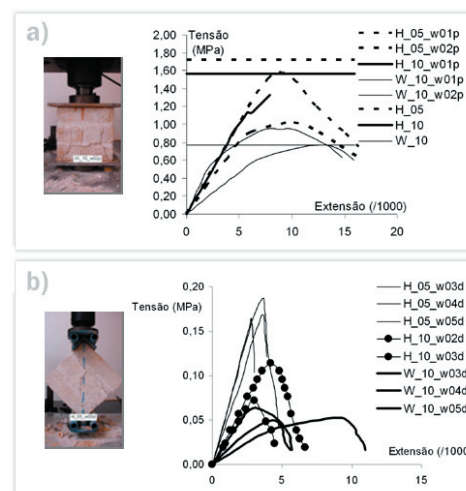 a)
Tensão
(MPa)
2,00
1,80
1,60
1,40
1,20
1,00
0,80
0,60
0,40
0,20
0,00
0
5
10
15
20
Extensão (/1000)
H_05_w01p
H_05_w02p
H_10_w01p
W_10_w01p
W_10_w02p
H_05
H_10
W_10
b)
Tensão (MPa)
0,20
0,15
0,10
0,05
0,00
0
5
10
15
Extensão (/1000)
H_05_w03d
H_05_w04d
H_05_w05d
H_10_w02d
H_10_w03d
W_10_w03d
W_10_w04d
W_10_w05d